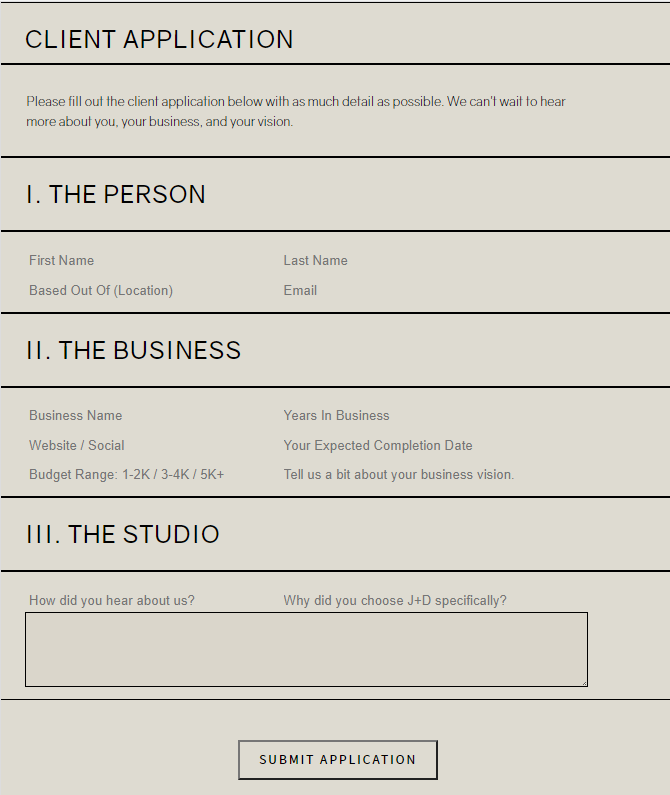 CLIENT APPLICATION
Please fill out the client application below with as much detail as possible. We can't wait to hear
more about you, your business, and your vision.
I. THE PERSON
First Name
Last Name
Based Out Of (Location)
Email
II. THE BUSINESS
Business Name
Years In Business
Website / Social
Your Expected Completion Date
Budget Range: 1-2K / 3-4K / 5K+
Tell us a bit about your business vision.
III. THE STUDIO
How did you hear about us?
Why did you choose J+D specifically?
SUBMIT APPLICATION